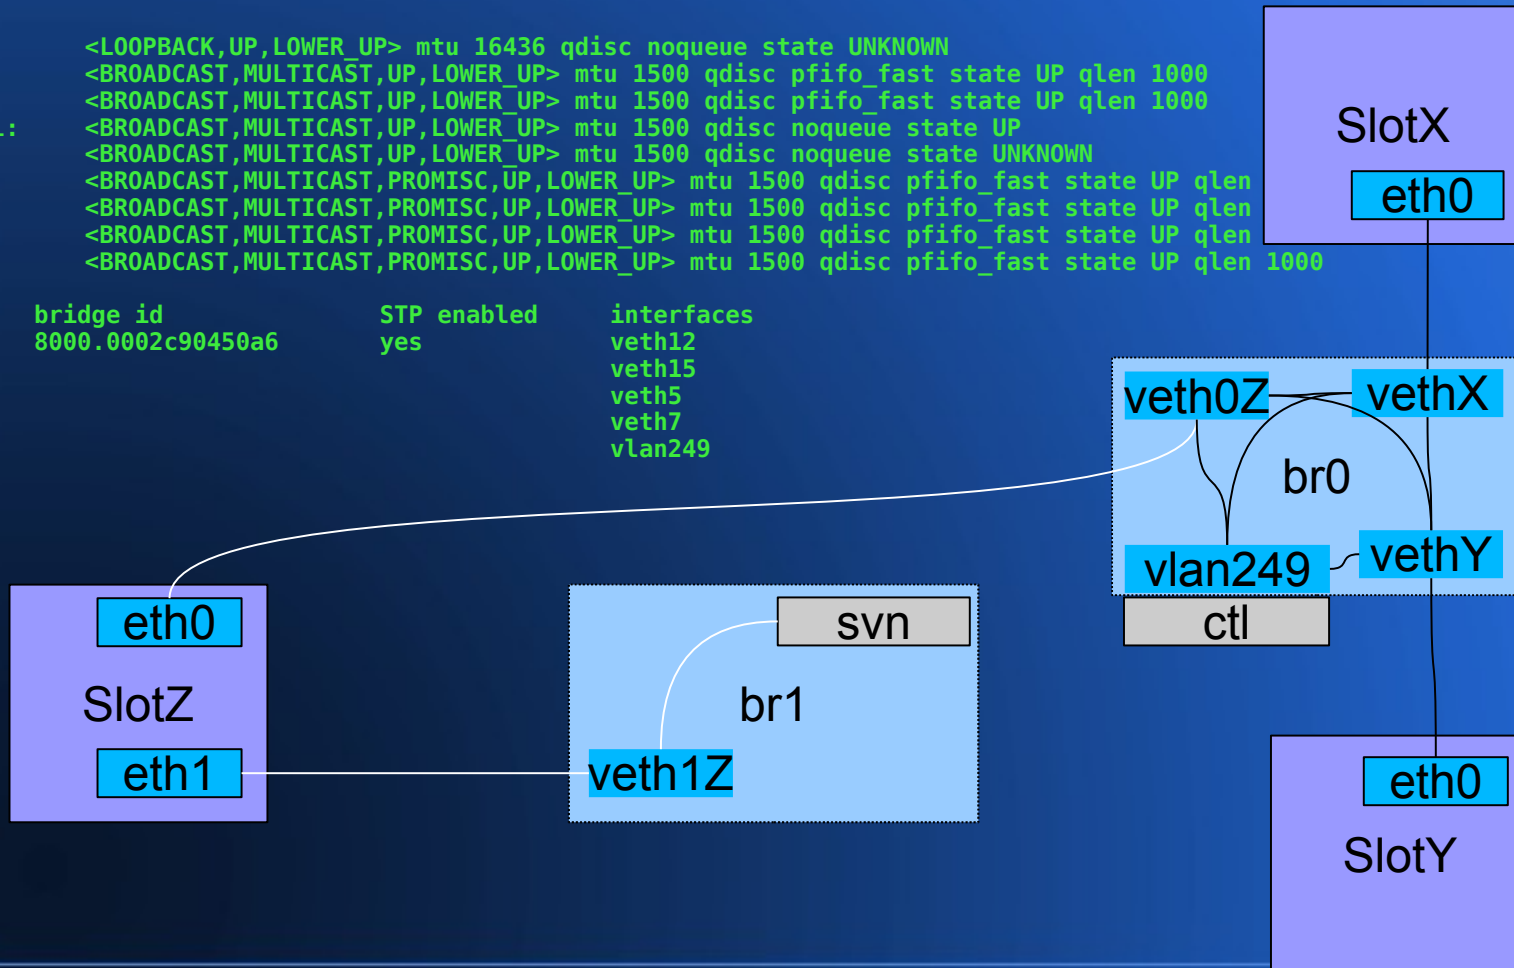 <LOOPBACK,UP,LOWER_UP> mtu 16436 qdisc noqueue state UNKNOWN
<BROADCAST,MULTICAST,UP,LOWER_UP> mtu 1500 qdisc pfifo_fast state UP qlen 1000
<BROADCAST,MULTICAST,UP,LOWER_UP> mtu 1500 qdisc pfifo_fast state UP qlen 1000
: <BROADCAST,MULTICAST,UP,LOWER_UP> mtu 1500 qdisc noqueue state UP
<BROADCAST,MULTICAST,UP,LOWER_UP> mtu 1500 qdisc noqueue state UNKNOWN
<BROADCAST,MULTICAST,PROMISC,UP,LOWER_UP> mtu 1500 qdisc pfifo_fast state UP qlen
<BROADCAST,MULTICAST,PROMISC,UP,LOWER_UP> mtu 1500 qdisc pfifo_fast state UP qlen
<BROADCAST,MULTICAST,PROMISC,UP,LOWER_UP> mtu 1500 qdisc pfifo_fast state UP qlen
<BROADCAST,MULTICAST,PROMISC,UP,LOWER_UP> mtu 1500 qdisc pfifo_fast state UP qlen 1000
bridge id STP enabled interfaces
8000.0002c90450a6 yes veth12
veth15
veth5
veth7
vlan249
SlotX
eth0
veth0Z
vethX
br0
vlan249
vethY
ctl
eth0
SlotZ
eth1
svn
br1
veth1Z
eth0
SlotY